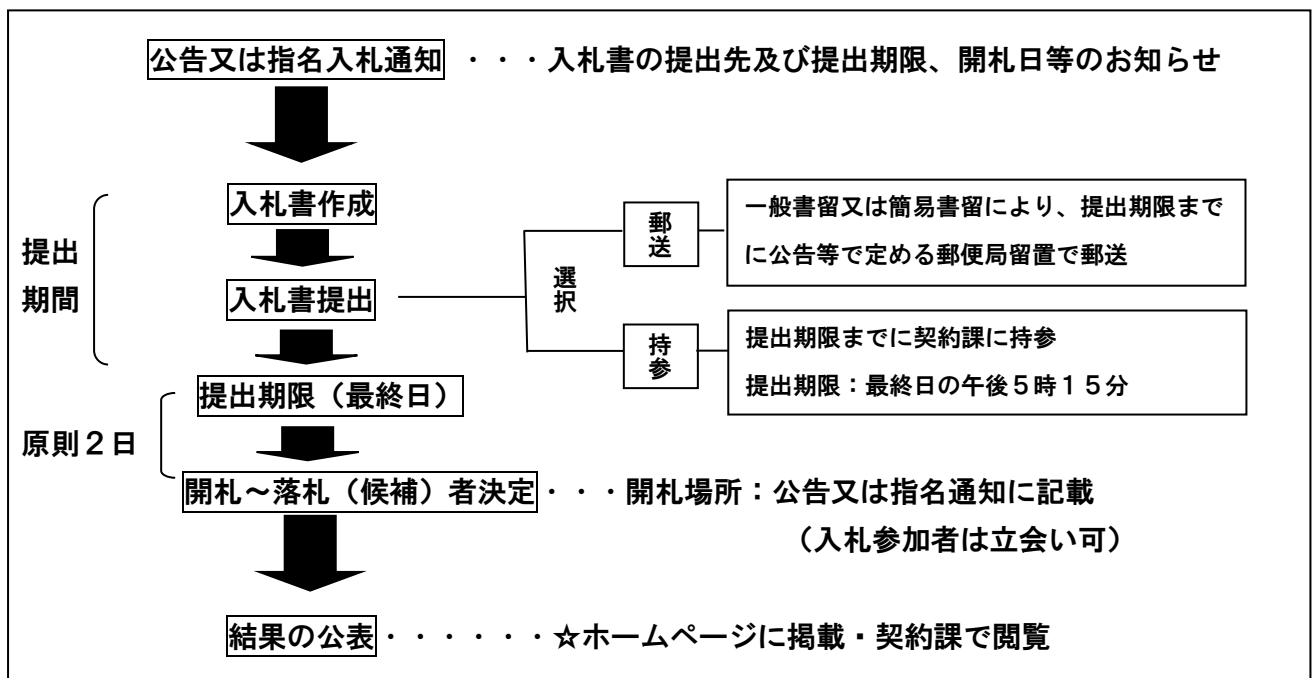 公告又は指名入札通知 ・・・入札書の提出先及び提出期限、開札日等のお知らせ
入札書作成
提出
期間
入札書提出
選択
郵送
一般書留又は簡易書留により、提出期限まで
に公告等で定める郵便局留置で郵送
持参
提出期限までに契約課に持参
提出期限：最終日の午後５時１５分
提出期限（最終日）
原則２日
開札～落札（候補）者決定・・・開札場所：公告又は指名通知に記載
（入札参加者は立会い可）
結果の公表・・・・・・☆ホームページに掲載・契約課で閲覧